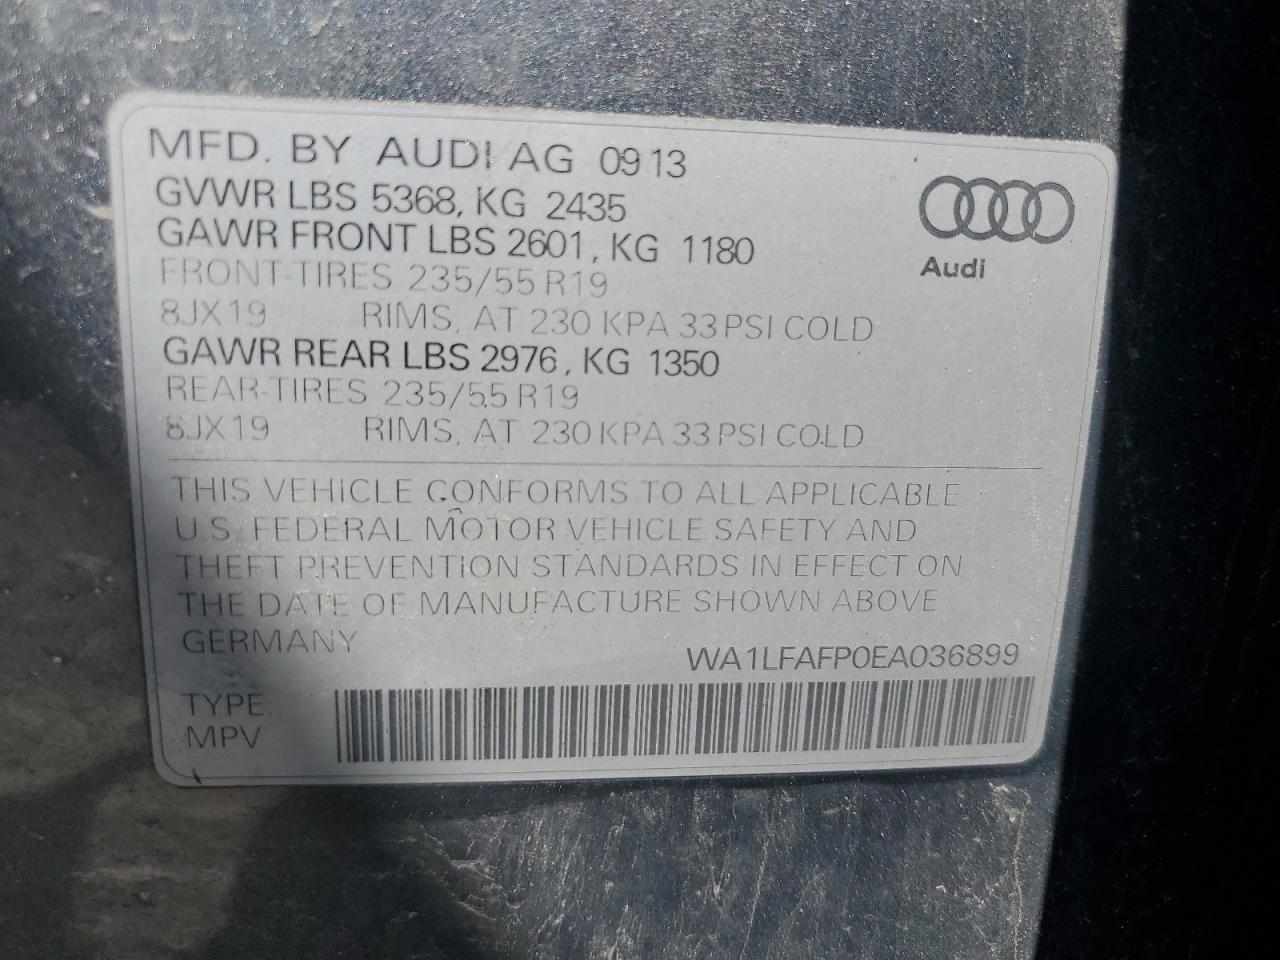 MFD. BY AUDI AG 09 13
GVWR LBS 5368, KG 2435
GAWR FRONT LBS 2601, KG 1180
FRONT-TIRES 235/55 R19
8JX19 RIMS, AT 230 KPA 33 PSI COLD
GAWR REAR LBS 2976, KG 1350
REAR-TIRES 235/55 R19
8JX19 RIMS, AT 230 KPA 33 PSI COLD
Audi
THIS VEHICLE CONFORMS TO ALL APPLICABLE
U.S. FEDERAL MOTOR VEHICLE SAFETY AND
THEFT PREVENTION STANDARDS IN EFFECT ON
THE DATE OF MANUFACTURE SHOWN ABOVE
GERMANY WA1LFAFP0EA036899
TYPE:
MPV